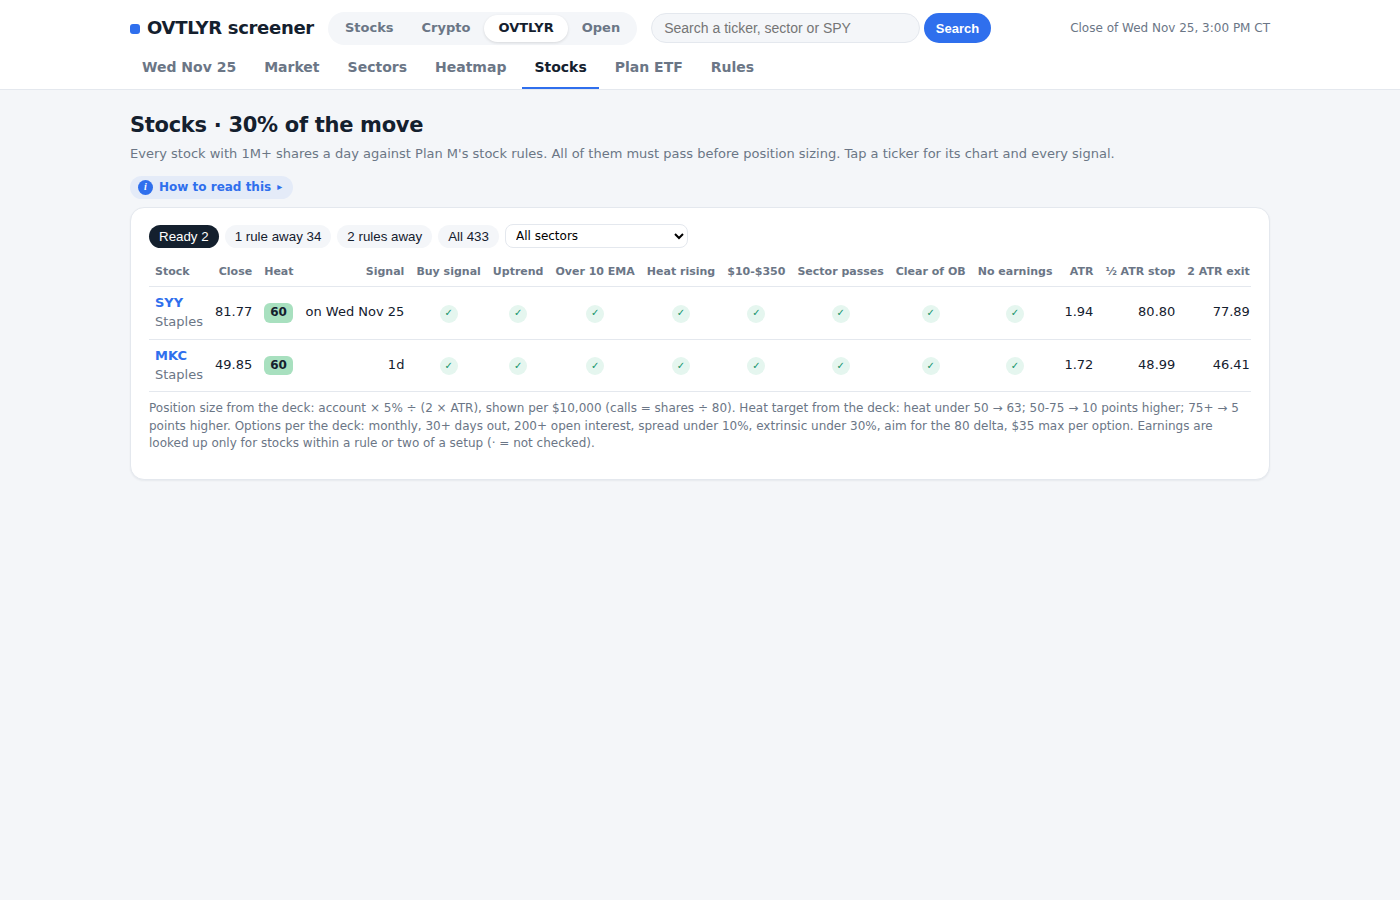 OVTLYR screener
Stocks Crypto OVTLYR Open
Search a ticker, sector or SPY
Search
Close of Wed Nov 25, 3:00 PM CT
Wed Nov 25 Market Sectors Heatmap Stocks Plan ETF Rules
Stocks · 30% of the move
Every stock with 1M+ shares a day against Plan M's stock rules. All of them must pass before position sizing. Tap a ticker for its chart and every signal.
i How to read this ▸
Ready 2 1 rule away 34 2 rules away All 433 All sectors
Stock Close Heat Signal Buy signal Uptrend Over 10 EMA Heat rising $10-$350 Sector passes Clear of OB No earnings ATR ½ ATR stop 2 ATR exit
SYY
Staples
81.77 60 on Wed Nov 25 ✓ ✓ ✓ ✓ ✓ ✓ ✓ ✓ 1.94 80.80 77.89
MKC
Staples
49.85 60 1d ✓ ✓ ✓ ✓ ✓ ✓ ✓ ✓ 1.72 48.99 46.41
Position size from the deck: account × 5% ÷ (2 × ATR), shown per $10,000 (calls = shares ÷ 80). Heat target from the deck: heat under 50 → 63; 50-75 → 10 points higher; 75+ → 5
points higher. Options per the deck: monthly, 30+ days out, 200+ open interest, spread under 10%, extrinsic under 30%, aim for the 80 delta, $35 max per option. Earnings are
looked up only for stocks within a rule or two of a setup (· = not checked).